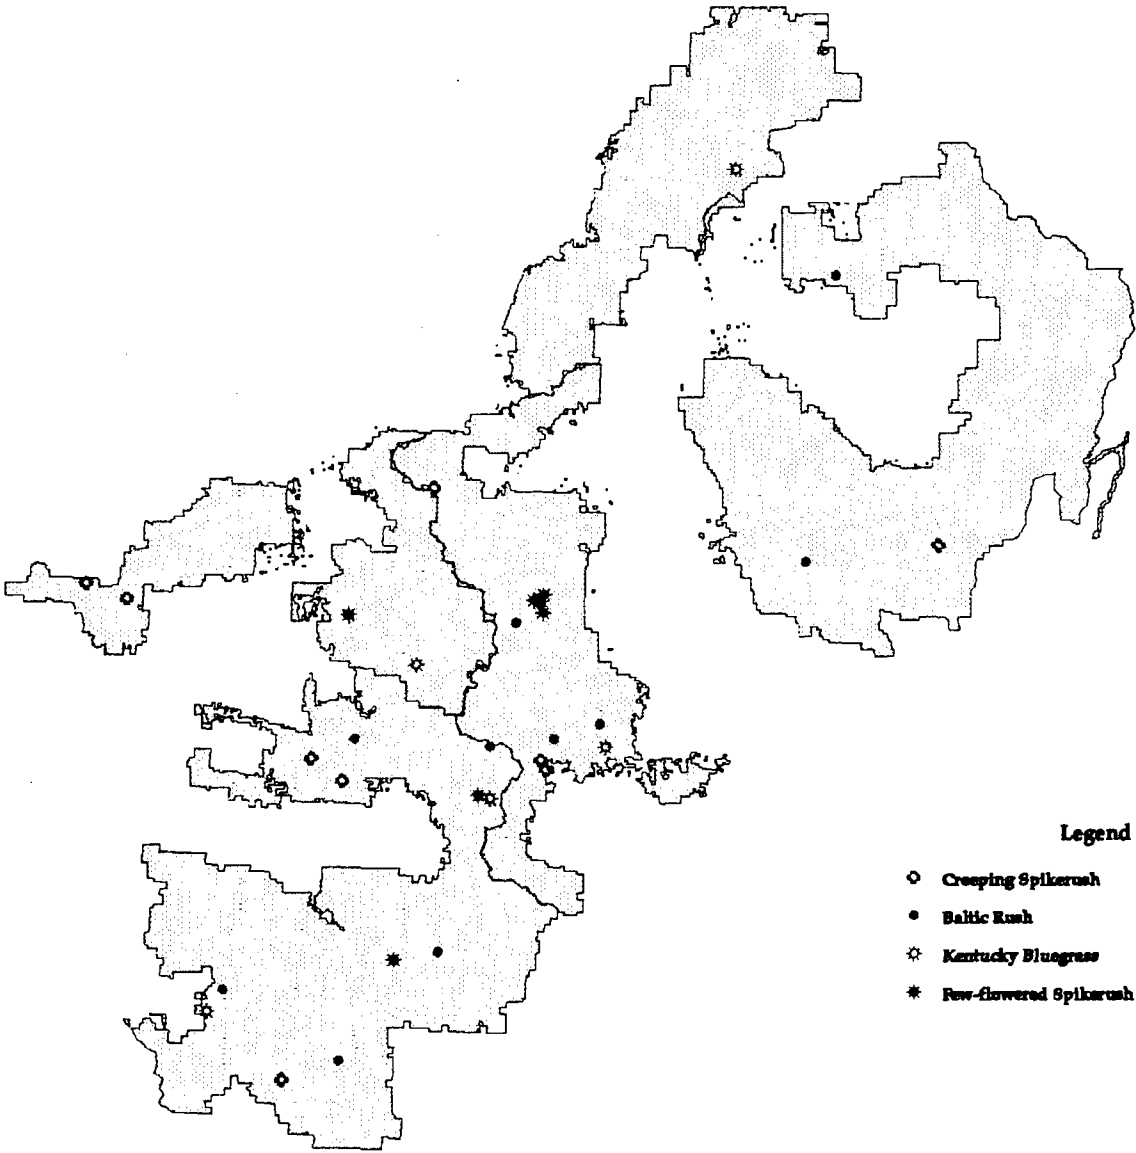 Legend
Creeping Spikerush
Baltic Rush
Kentucky Bluegrass
Few-flowered Spikerush